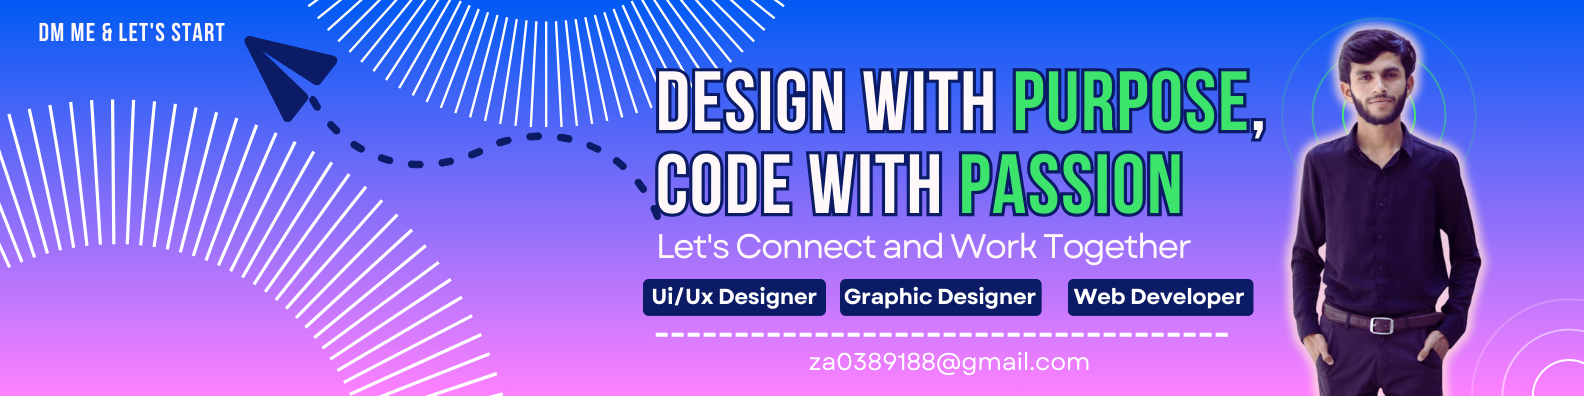 DM ME & LET'S START
DESIGN WITH PURPOSE,
CODE WITH PASSION
Let's Connect and Work Together
Ui/Ux Designer
Graphic Designer
Web Developer
za0389188@gmail.com